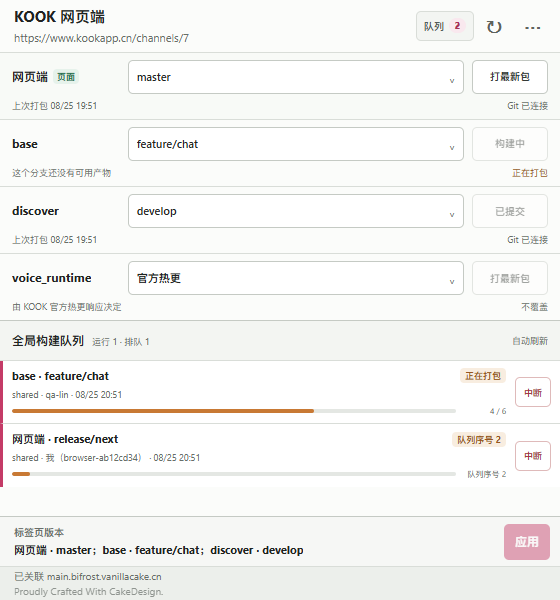 KOOK 网页端
https://www.kookapp.cn/channels/7
队列 2
网页端 页面
master
打最新包
上次打包 08/25 19:51
Git 已连接
base
feature/chat
构建中
这个分支还没有可用产物
正在打包
discover
develop
已提交
上次打包 08/25 19:51
Git 已连接
voice_runtime
官方热更
打最新包
由 KOOK 官方热更响应决定
不覆盖
全局构建队列 运行 1 · 排队 1
自动刷新
base · feature/chat
正在打包
shared · qa-lin · 08/25 20:51
中断
4 / 6
网页端 · release/next
队列序号 2
shared · 我（browser-ab12cd34） · 08/25 20:51
中断
队列序号 2
标签页版本
网页端 · master；base · feature/chat；discover · develop
应用
已关联 main.bifrost.vanillacake.cn
Proudly Crafted With CakeDesign.